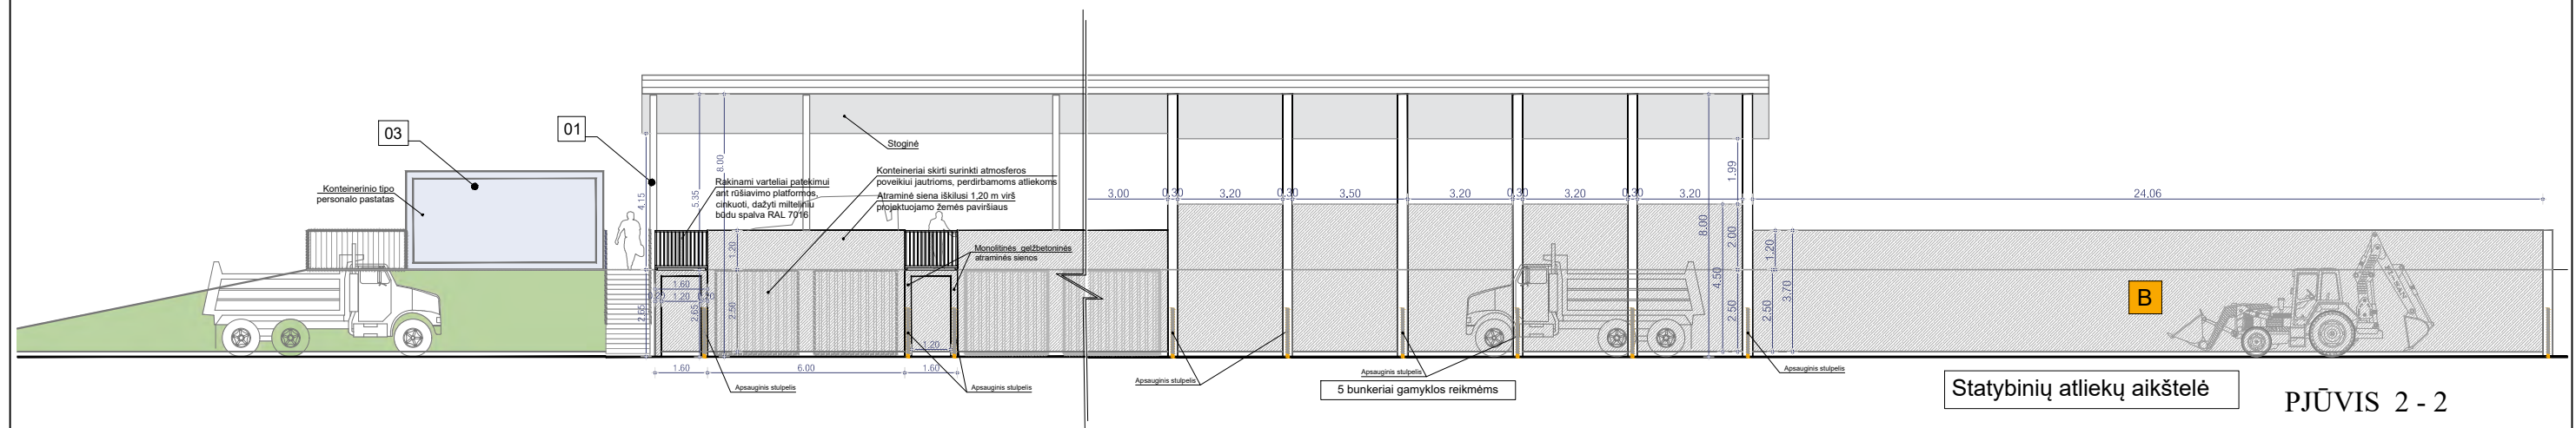 03
01
Konteinerinio tipo
personalo pastatas
Stoginė
Rakinami varteliai patekimui
ant rūšiavimo platformos,
cinkuoti, dažyti milteliniu
būdu spalva RAL 7016
Konteineriai skirti surinkti atmosferos
poveikiui jautrioms, perdirbamoms atliekoms
Atraminė siena iškilusi 1,20 m virš
projektuojamo žemės paviršiaus
Monolitinės gelžbetoninės
atraminės sienos
4.15
5.35
8.00
1.20
2.65
2.65
2.50
1.60
0.20 1.20 0.20
1.20
1.60
6.00
1.60
3,00
0.30
3.20
0.30
3.50
3.20
0.30
3.20
0.30
3.20
24.06
1.99
8.00
2.00
4.50
2.50
1,20
2.50
3.70
B
FI-SAN
Apsauginis stulpelis
Apsauginis stulpelis
Apsauginis stulpelis
Apsauginis stulpelis
Apsauginis stulpelis
5 bunkeriai gamyklos reikmėms
Statybinių atliekų aikštelė
PJŪVIS 2 - 2